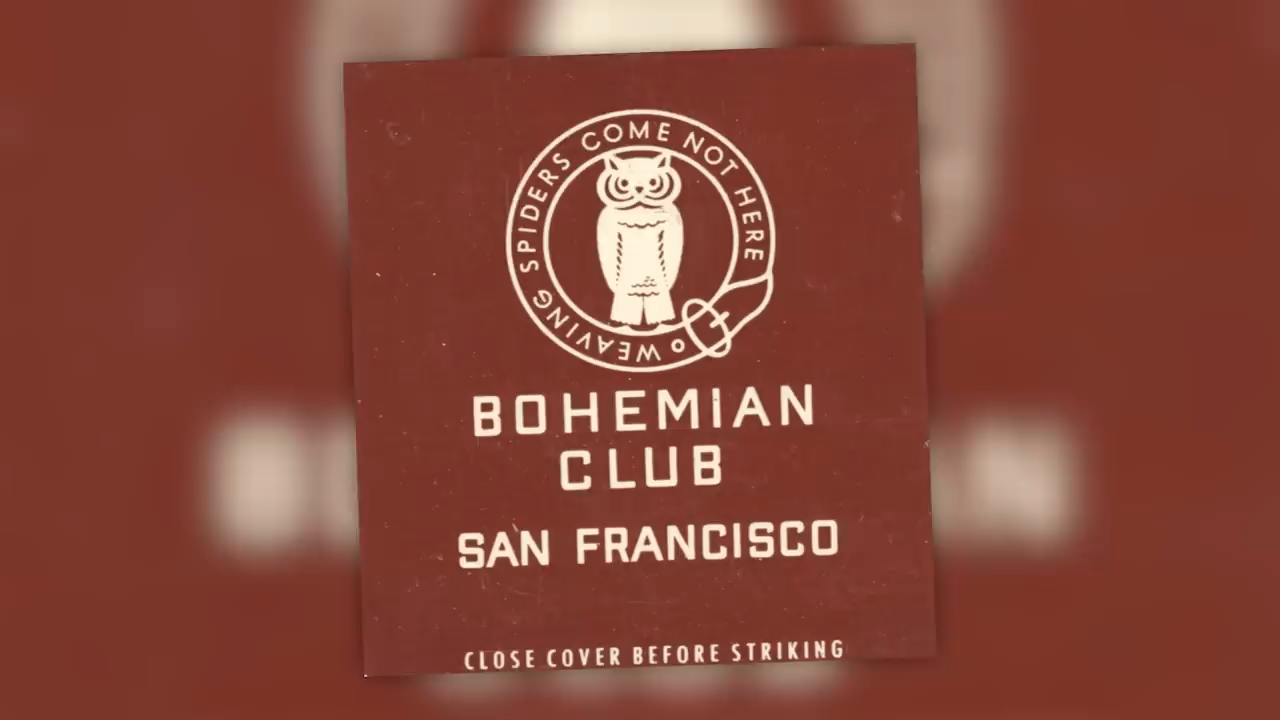 WEAVING SPIDERS COME NOT HERE
BOHEMIAN
CLUB
SAN FRANCISCO
CLOSE COVER BEFORE STRIKING